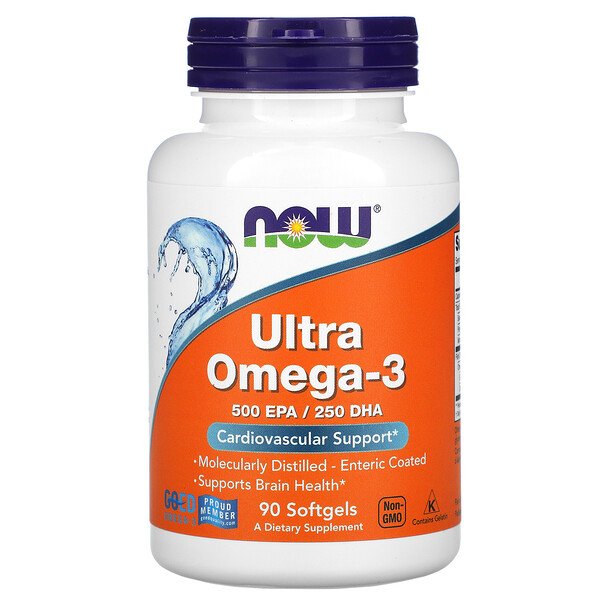 now®
Ultra
Omega-3
500 EPA / 250 DHA
Cardiovascular Support*
• Molecularly Distilled - Enteric Coated
• Supports Brain Health*
GOED
PROUD
MEMBER
90 Softgels
A Dietary Supplement
Non-
GMO
K
Contains Gelatin